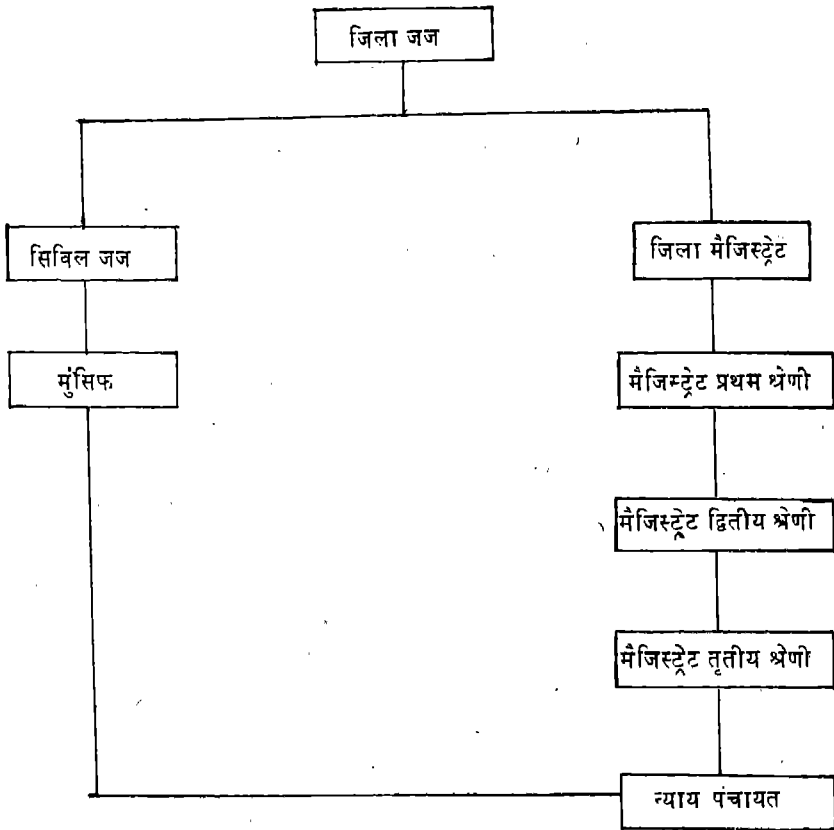 जिला जज
सिविल जज
जिला मैजिस्ट्रेट
मुंसिफ
मैजिस्ट्रेट प्रथम श्रेणी
मैजिस्ट्रेट द्वितीय श्रेणी
मैजिस्ट्रेट तृतीय श्रेणी
न्याय पंचायत